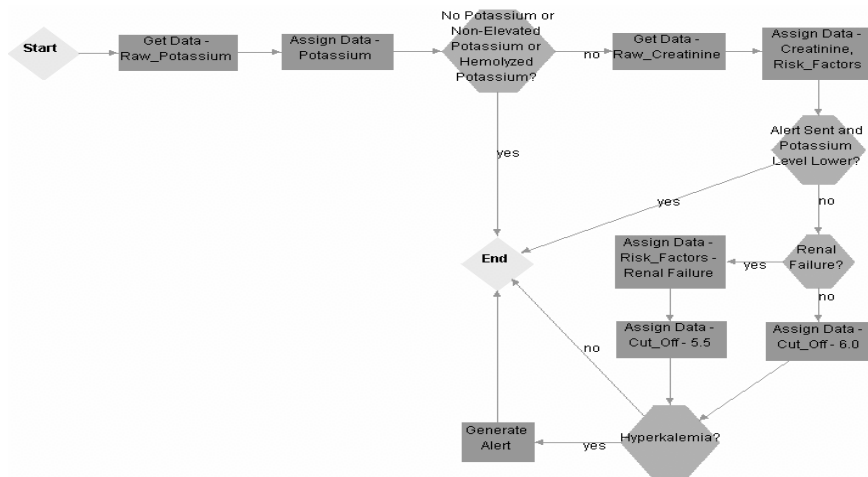 No Potassium or
Non-Elevated
Potassium or
Hemolyzed
Potassium?
Start
Get Data -
Raw_Potassium
Assign Data -
Potassium
no
Get Data -
Raw_Creatinine
Assign Data -
Creatinine,
Risk_Factors
Alert Sent and
Potassium
Level Lower?
yes
yes
no
End
Assign Data -
Risk_Factors -
Renal Failure
yes
Renal
Failure?
no
Assign Data -
Cut_Off - 5.5
Assign Data -
Cut_Off - 6.0
no
Generate
Alert
yes
Hyperkalemia?